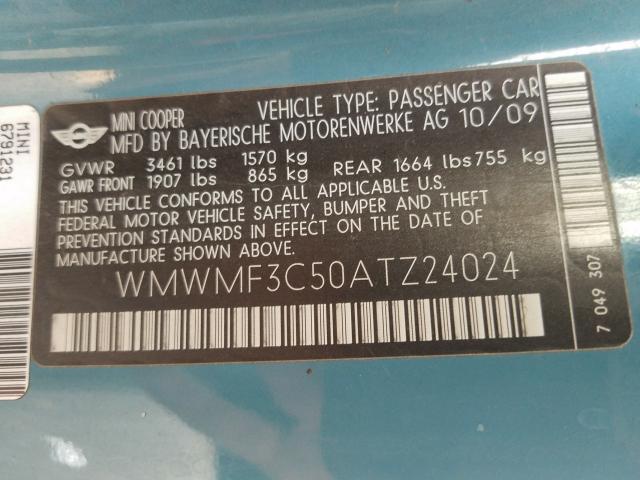 MINI COOPER VEHICLE TYPE: PASSENGER CAR
MFD BY BAYERISCHE MOTORENWERKE AG 10/09
GVWR 3461 lbs 1570 kg
GAWR FRONT 1907 lbs 865 kg REAR 1664 lbs 755 kg
THIS VEHICLE CONFORMS TO ALL APPLICABLE U.S.
FEDERAL MOTOR VEHICLE SAFETY, BUMPER AND THEFT
PREVENTION STANDARDS IN EFFECT ON THE DATE OF
MANUFACTURE SHOWN ABOVE.
WMWMF3C50ATZ24024
7 049 307
MINI
6791231